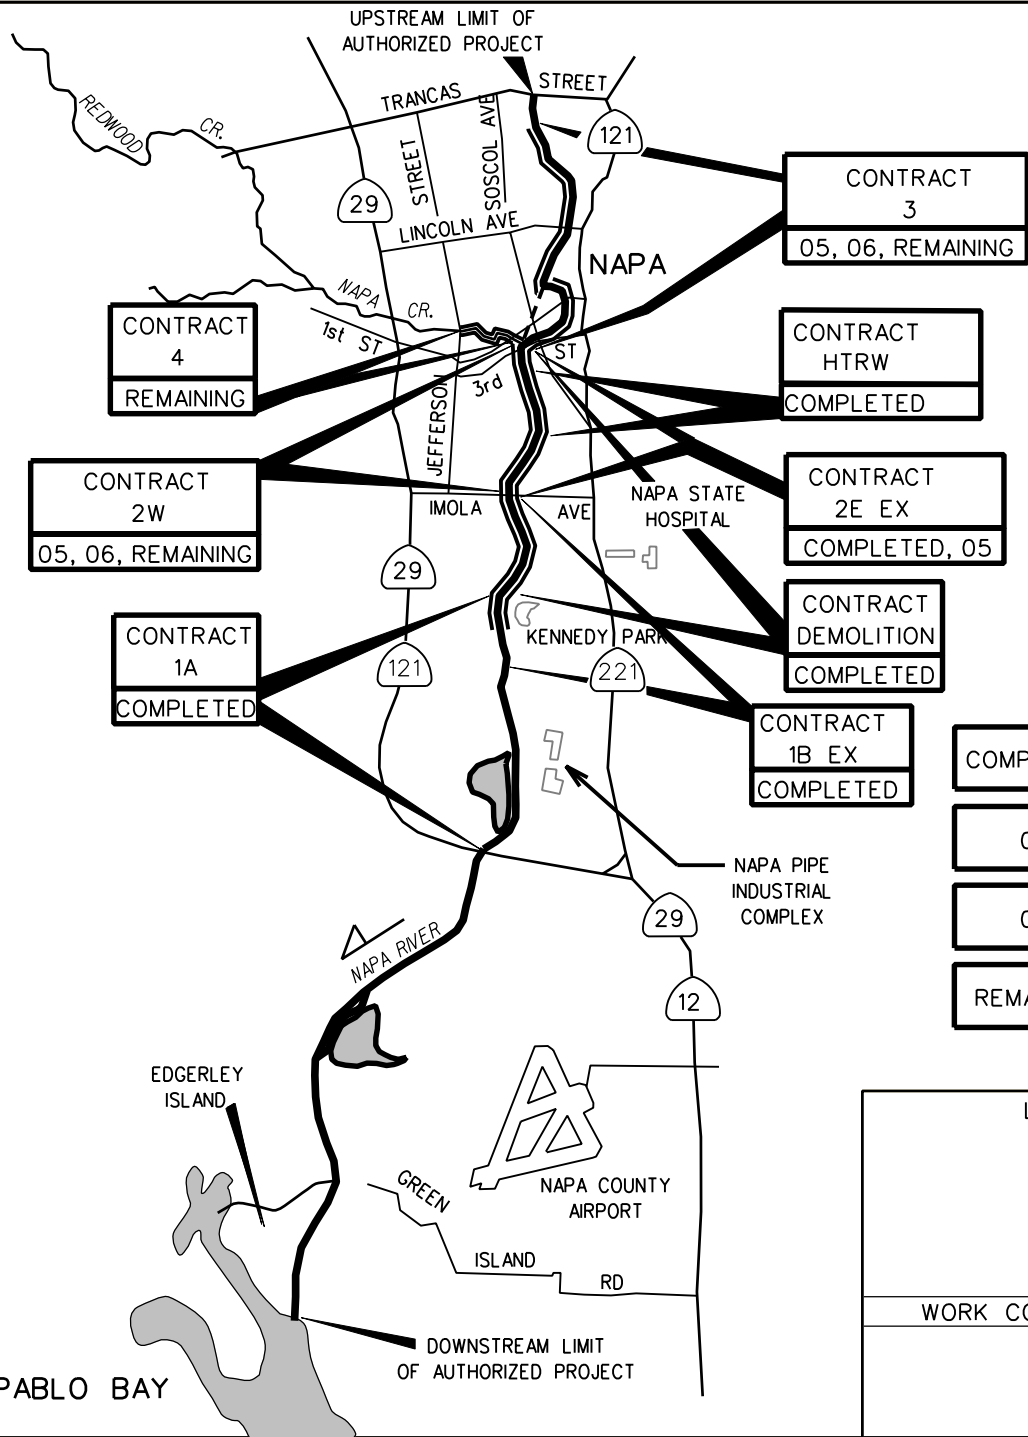 UPSTREAM LIMIT OF
AUTHORIZED PROJECT
TRANCAS
STREET
REDWOOD
CR.
121
STREET
SOSCOL AVE
29
CONTRACT
3
05, 06, REMAINING
LINCOLN AVE
NAPA
NAPA
CR.
1st ST
ST
3rd
CONTRACT
4
REMAINING
CONTRACT
HTRW
COMPLETED
JEFFERSON
CONTRACT
2W
05, 06, REMAINING
CONTRACT
2E EX
COMPLETED, 05
IMOLA
AVE
NAPA STATE
HOSPITAL
29
CONTRACT
DEMOLITION
COMPLETED
CONTRACT
1A
COMPLETED
KENNEDY PARK
121
221
CONTRACT
1B EX
COMPLETED
COMP
REMA
NAPA PIPE
INDUSTRIAL
COMPLEX
29
NAPA RIVER
12
EDGERLEY
ISLAND
NAPA COUNTY
AIRPORT
GREEN
ISLAND
RD
WORK CO
DOWNSTREAM LIMIT
OF AUTHORIZED PROJECT
PABLO BAY